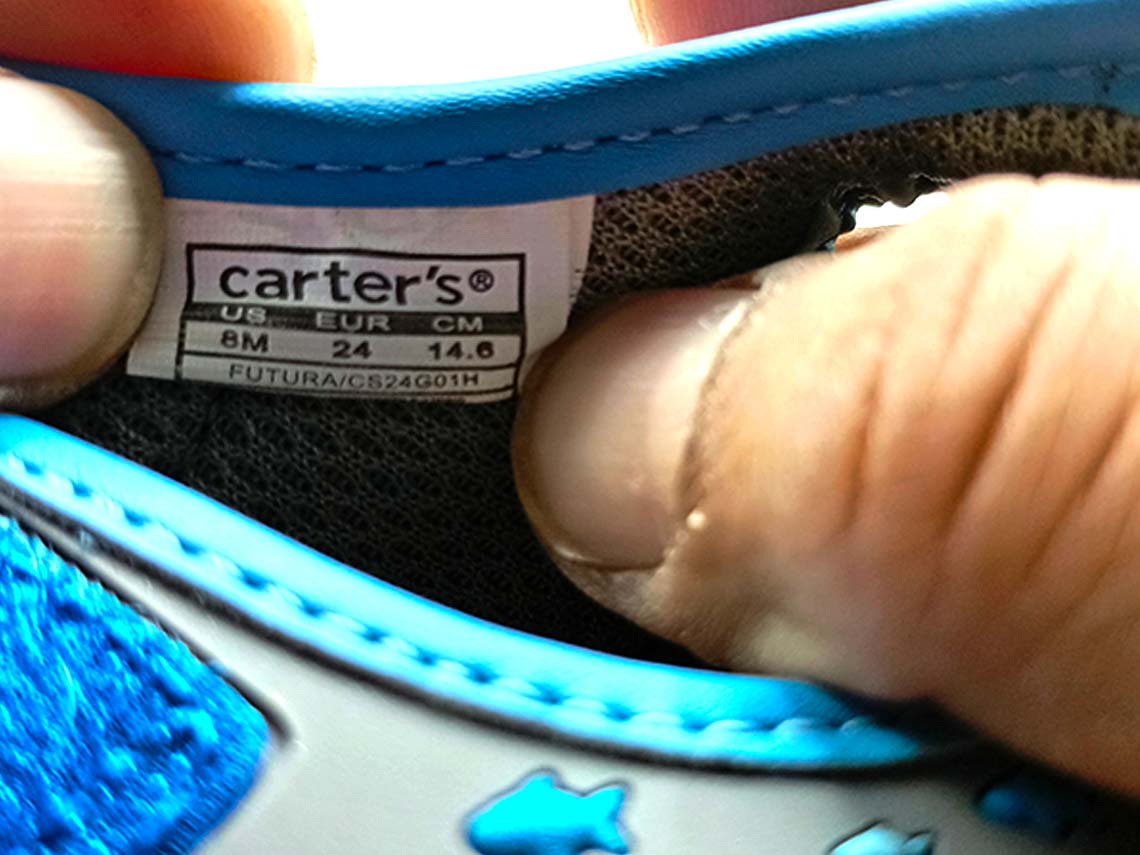 carter's®
US EUR CM
8M 24 14.6
FUTURA/CS24G01H